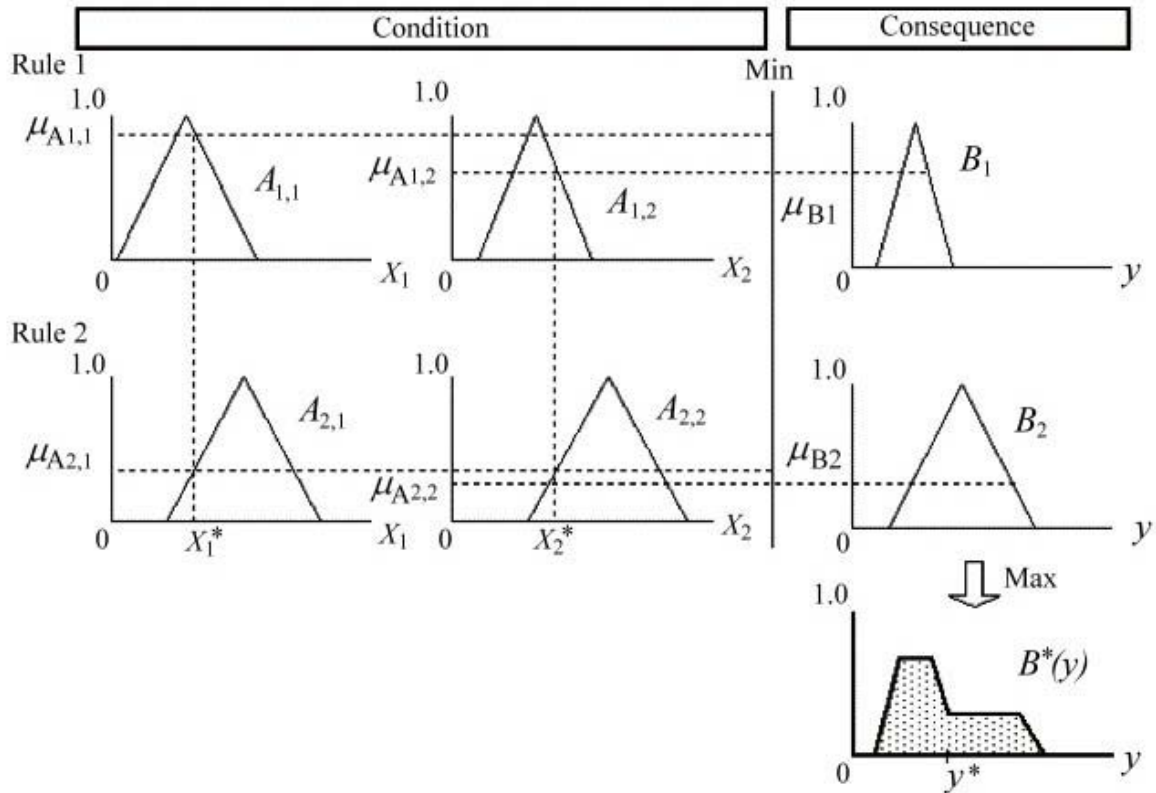 Condition
Consequence
Rule 1
Min
1.0
1.0
1.0
μA1,1
A1,1
μA1,2
A1,2
B1
μB1
0
X1
0
X2
0
y
Rule 2
1.0
1.0
1.0
A2,1
A2,2
B2
μA2,1
μA2,2
μB2
0
X1*
X1
0
X2*
X2
0
y
Max
1.0
B*(y)
0
y*
y